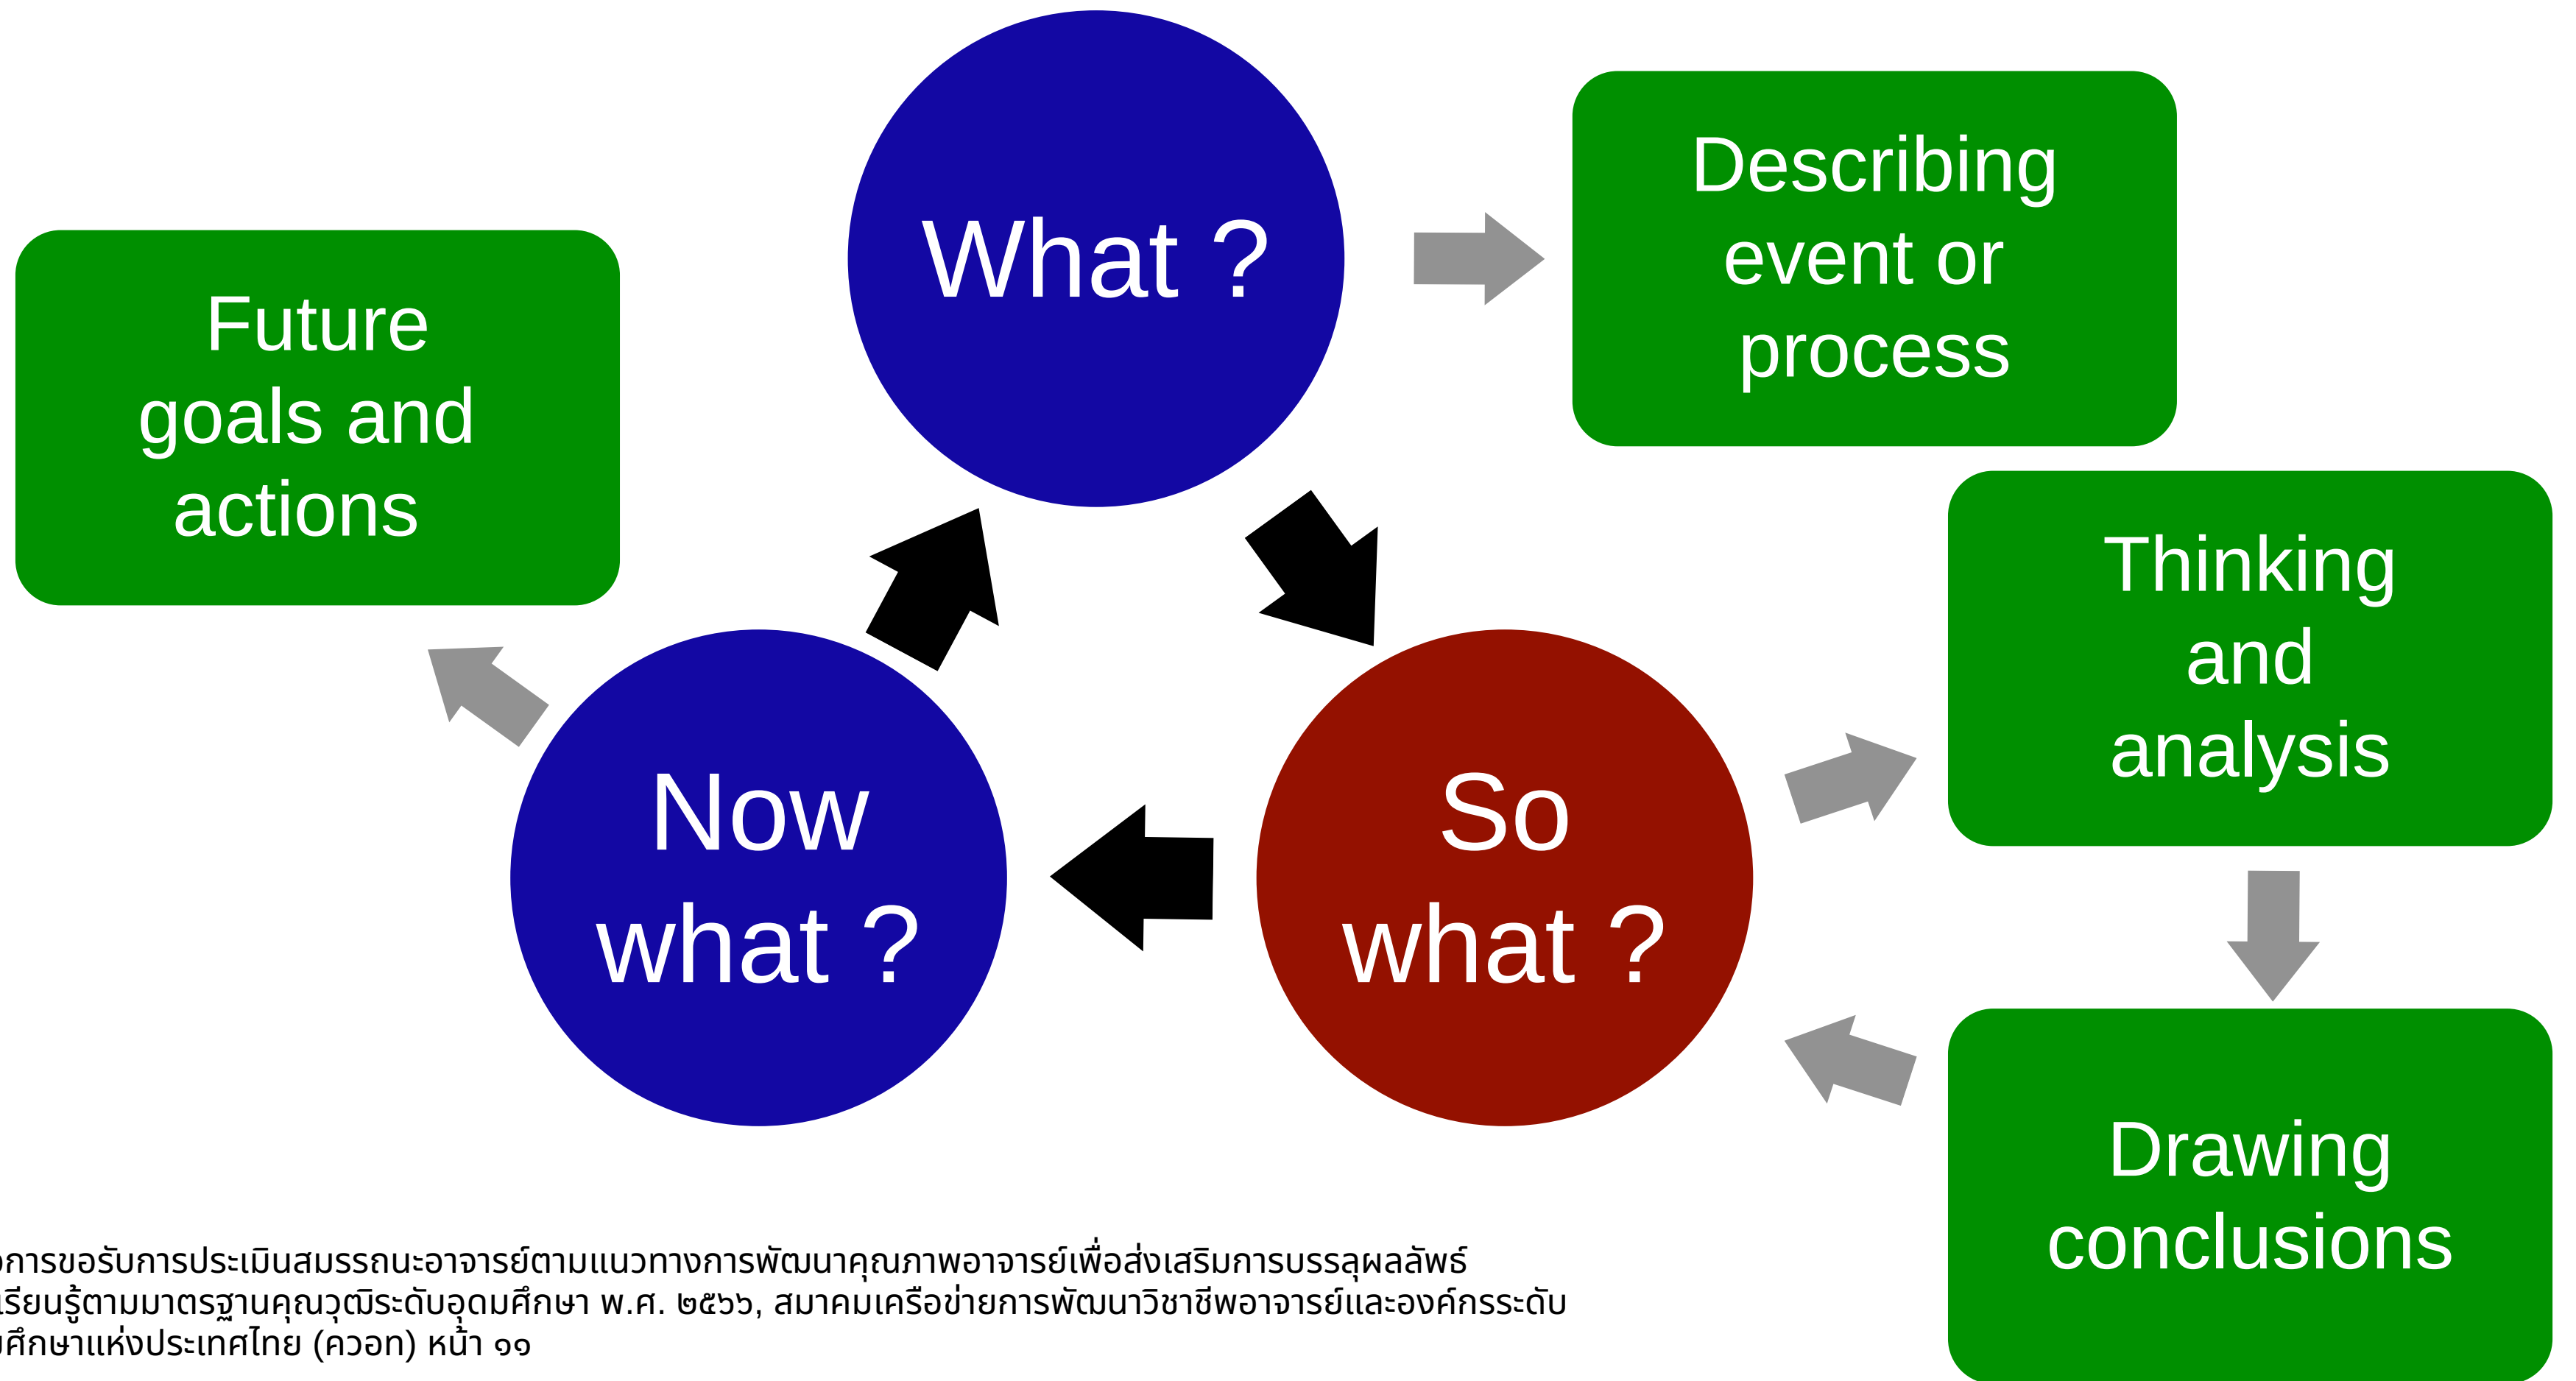 What ?
Describing
event or
process
Future
goals and
actions
Thinking
and
analysis
Now
what ?
So
what ?
Drawing
conclusions
การขอรับการประเมินสมรรถนะอาจารย์ตามแนวทางการพัฒนาคุณภาพอาจารย์เพื่อส่งเสริมการบรรลุผลลัพธ์
เรียนรู้ตามมาตรฐานคุณวุฒิระดับอุดมศึกษา พ.ศ. ๒๕๖๖, สมาคมเครือข่ายการพัฒนาวิชาชีพอาจารย์และองค์กรระดับ
ศึกษาแห่งประเทศไทย (ควอท) หน้า ๑๑